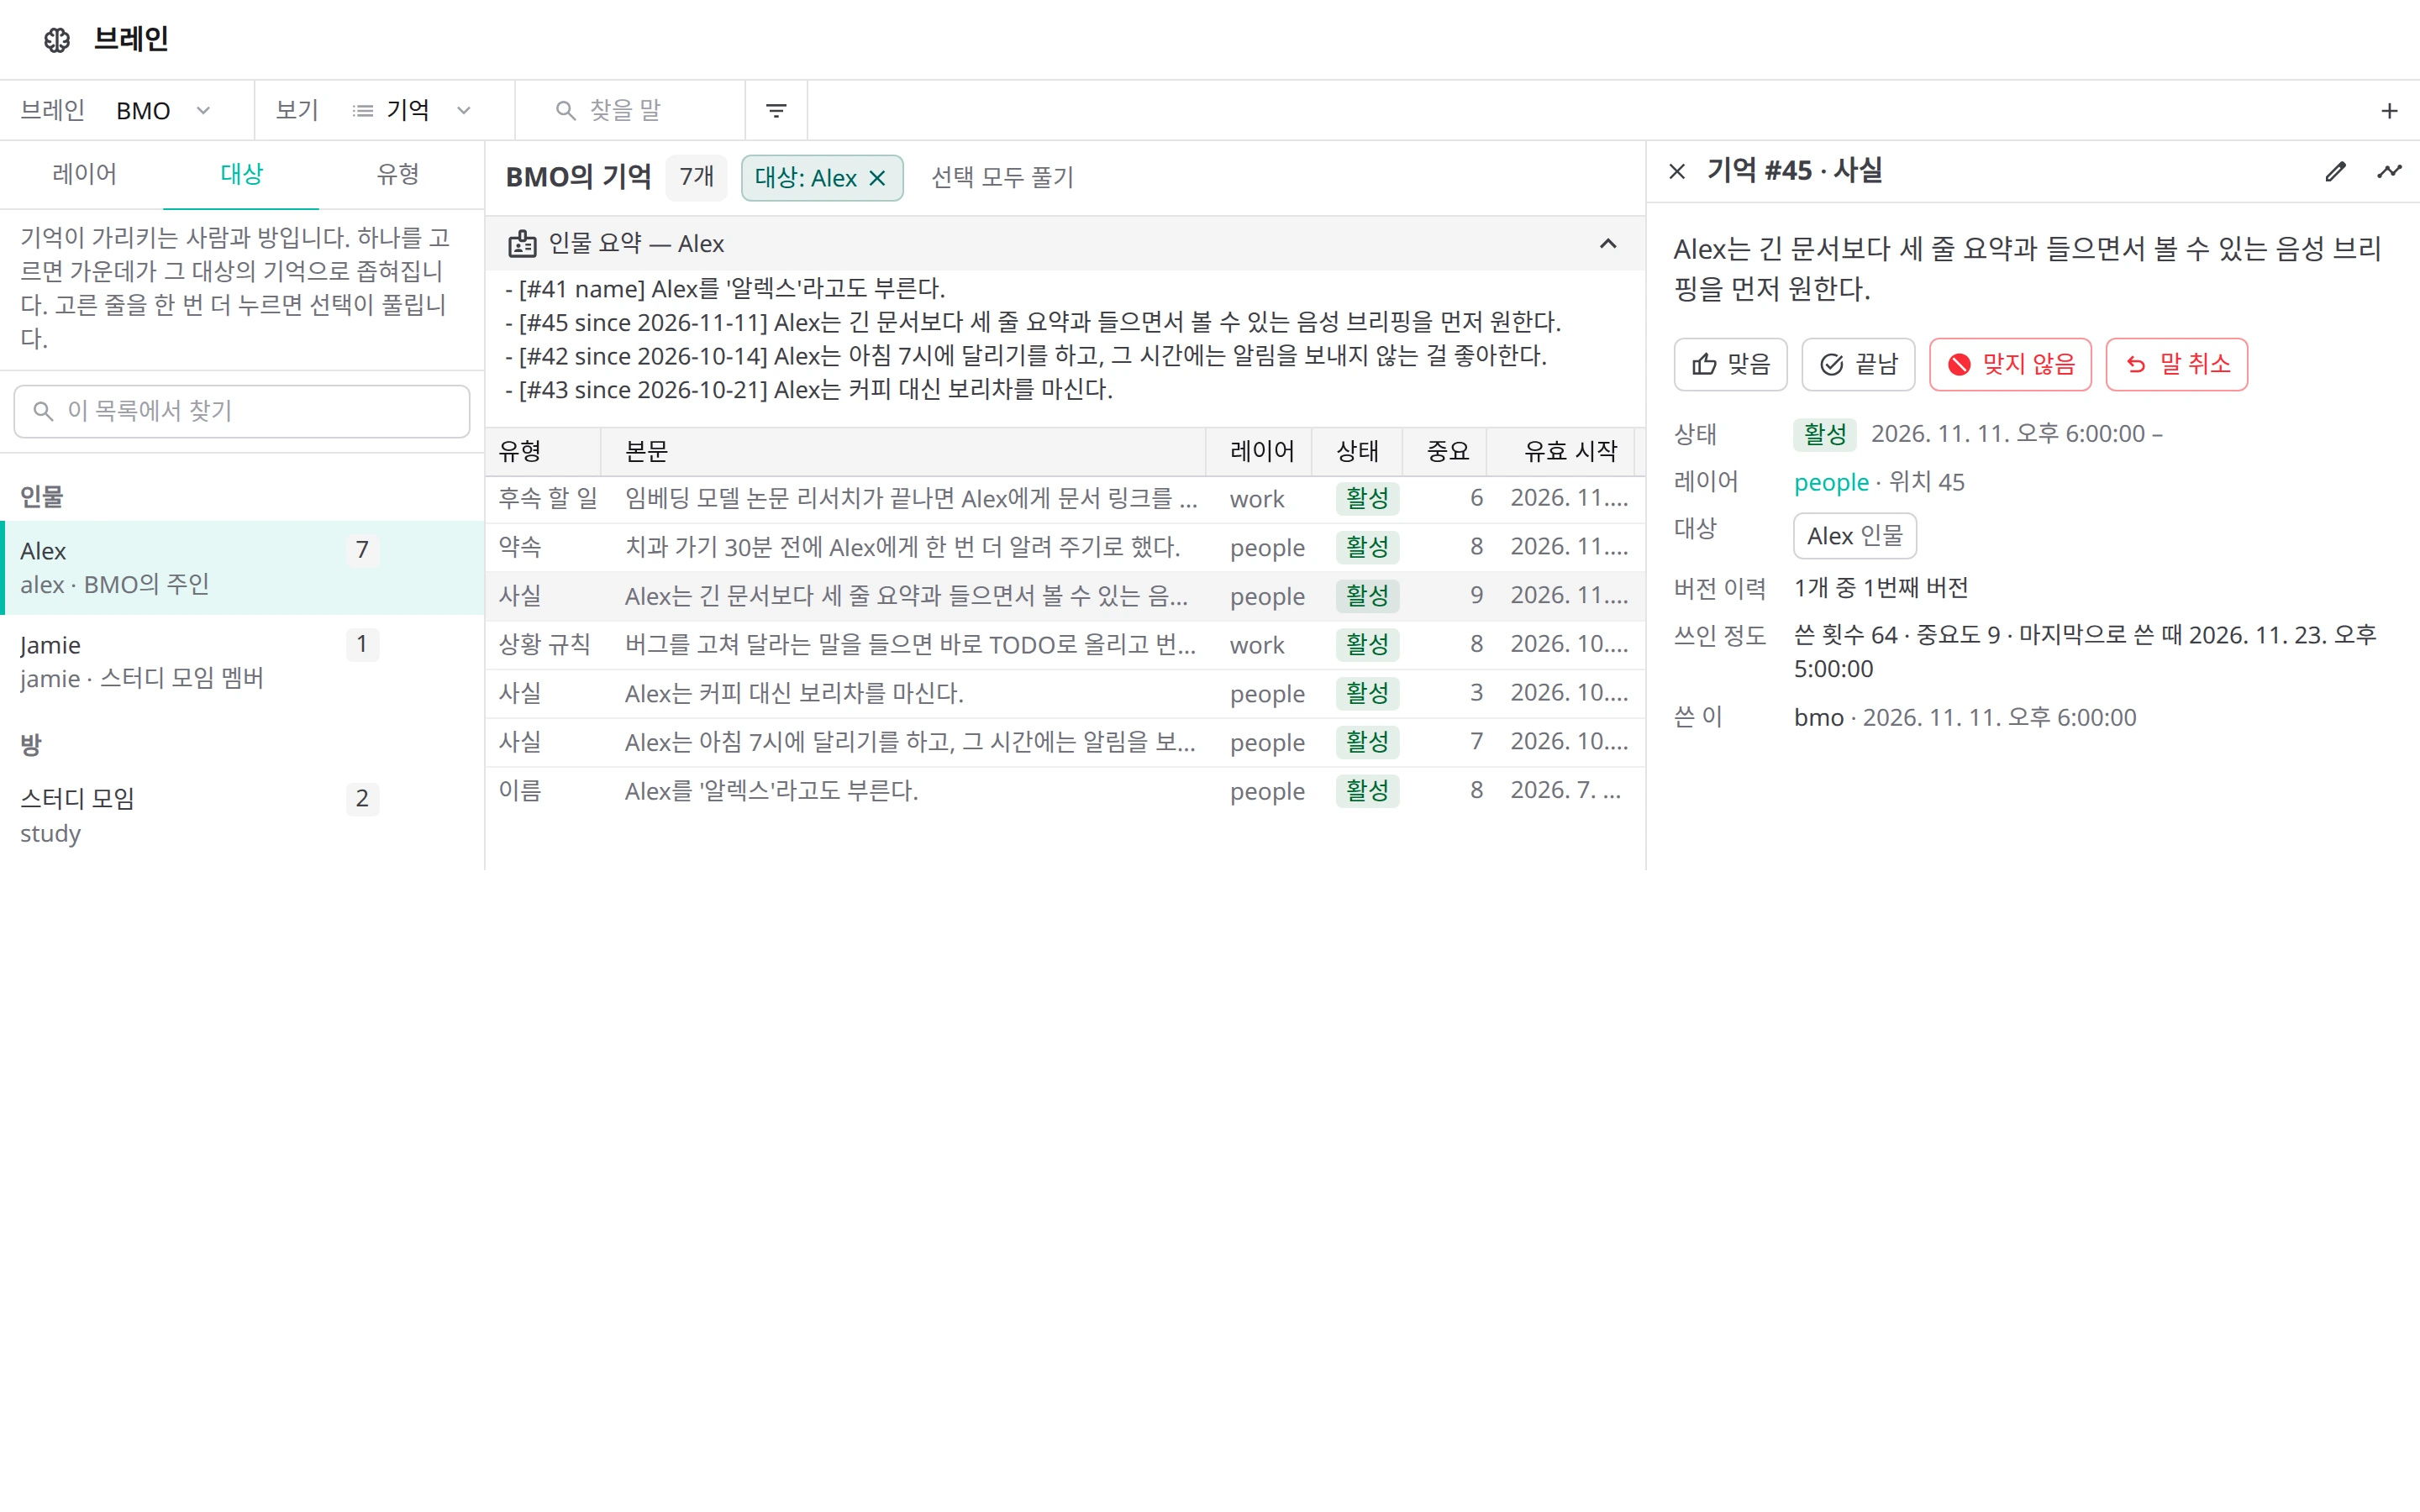 브레인
브레인 BMO 보기 기억 찾을 말
레이어 대상 유형
기억이 가리키는 사람과 방입니다. 하나를 고
르면 가운데가 그 대상의 기억으로 좁혀집니
다. 고른 줄을 한 번 더 누르면 선택이 풀립니
다.
이 목록에서 찾기
인물
Alex 7
alex · BMO의 주인
Jamie 1
jamie · 스터디 모임 멤버
방
스터디 모임 2
study
BMO의 기억 7개 대상: Alex 선택 모두 풀기
인물 요약 — Alex
- [#41 name] Alex를 '알렉스'라고도 부른다.
- [#45 since 2026-11-11] Alex는 긴 문서보다 세 줄 요약과 들으면서 볼 수 있는 음성 브리핑을 먼저 원한다.
- [#42 since 2026-10-14] Alex는 아침 7시에 달리기를 하고, 그 시간에는 알림을 보내지 않는 걸 좋아한다.
- [#43 since 2026-10-21] Alex는 커피 대신 보리차를 마신다.
유형 본문 레이어 상태 중요 유효 시작
후속 할 일 임베딩 모델 논문 리서치가 끝나면 Alex에게 문서 링크를 ... work 활성 6 2026. 11....
약속 치과 가기 30분 전에 Alex에게 한 번 더 알려 주기로 했다. people 활성 8 2026. 11....
사실 Alex는 긴 문서보다 세 줄 요약과 들으면서 볼 수 있는 음... people 활성 9 2026. 11....
상황 규칙 버그를 고쳐 달라는 말을 들으면 바로 TODO로 올리고 번... work 활성 8 2026. 10....
사실 Alex는 커피 대신 보리차를 마신다. people 활성 3 2026. 10....
사실 Alex는 아침 7시에 달리기를 하고, 그 시간에는 알림을 보... people 활성 7 2026. 10....
이름 Alex를 '알렉스'라고도 부른다. people 활성 8 2026. 7. ...
기억 #45 · 사실
Alex는 긴 문서보다 세 줄 요약과 들으면서 볼 수 있는 음성 브리
핑을 먼저 원한다.
맞음 끝남 맞지 않음 말 취소
상태 활성 2026. 11. 11. 오후 6:00:00 –
레이어 people · 위치 45
대상 Alex 인물
버전 이력 1개 중 1번째 버전
쓰인 정도 쓴 횟수 64 · 중요도 9 · 마지막으로 쓴 때 2026. 11. 23. 오후
5:00:00
쓴 이 bmo · 2026. 11. 11. 오후 6:00:00